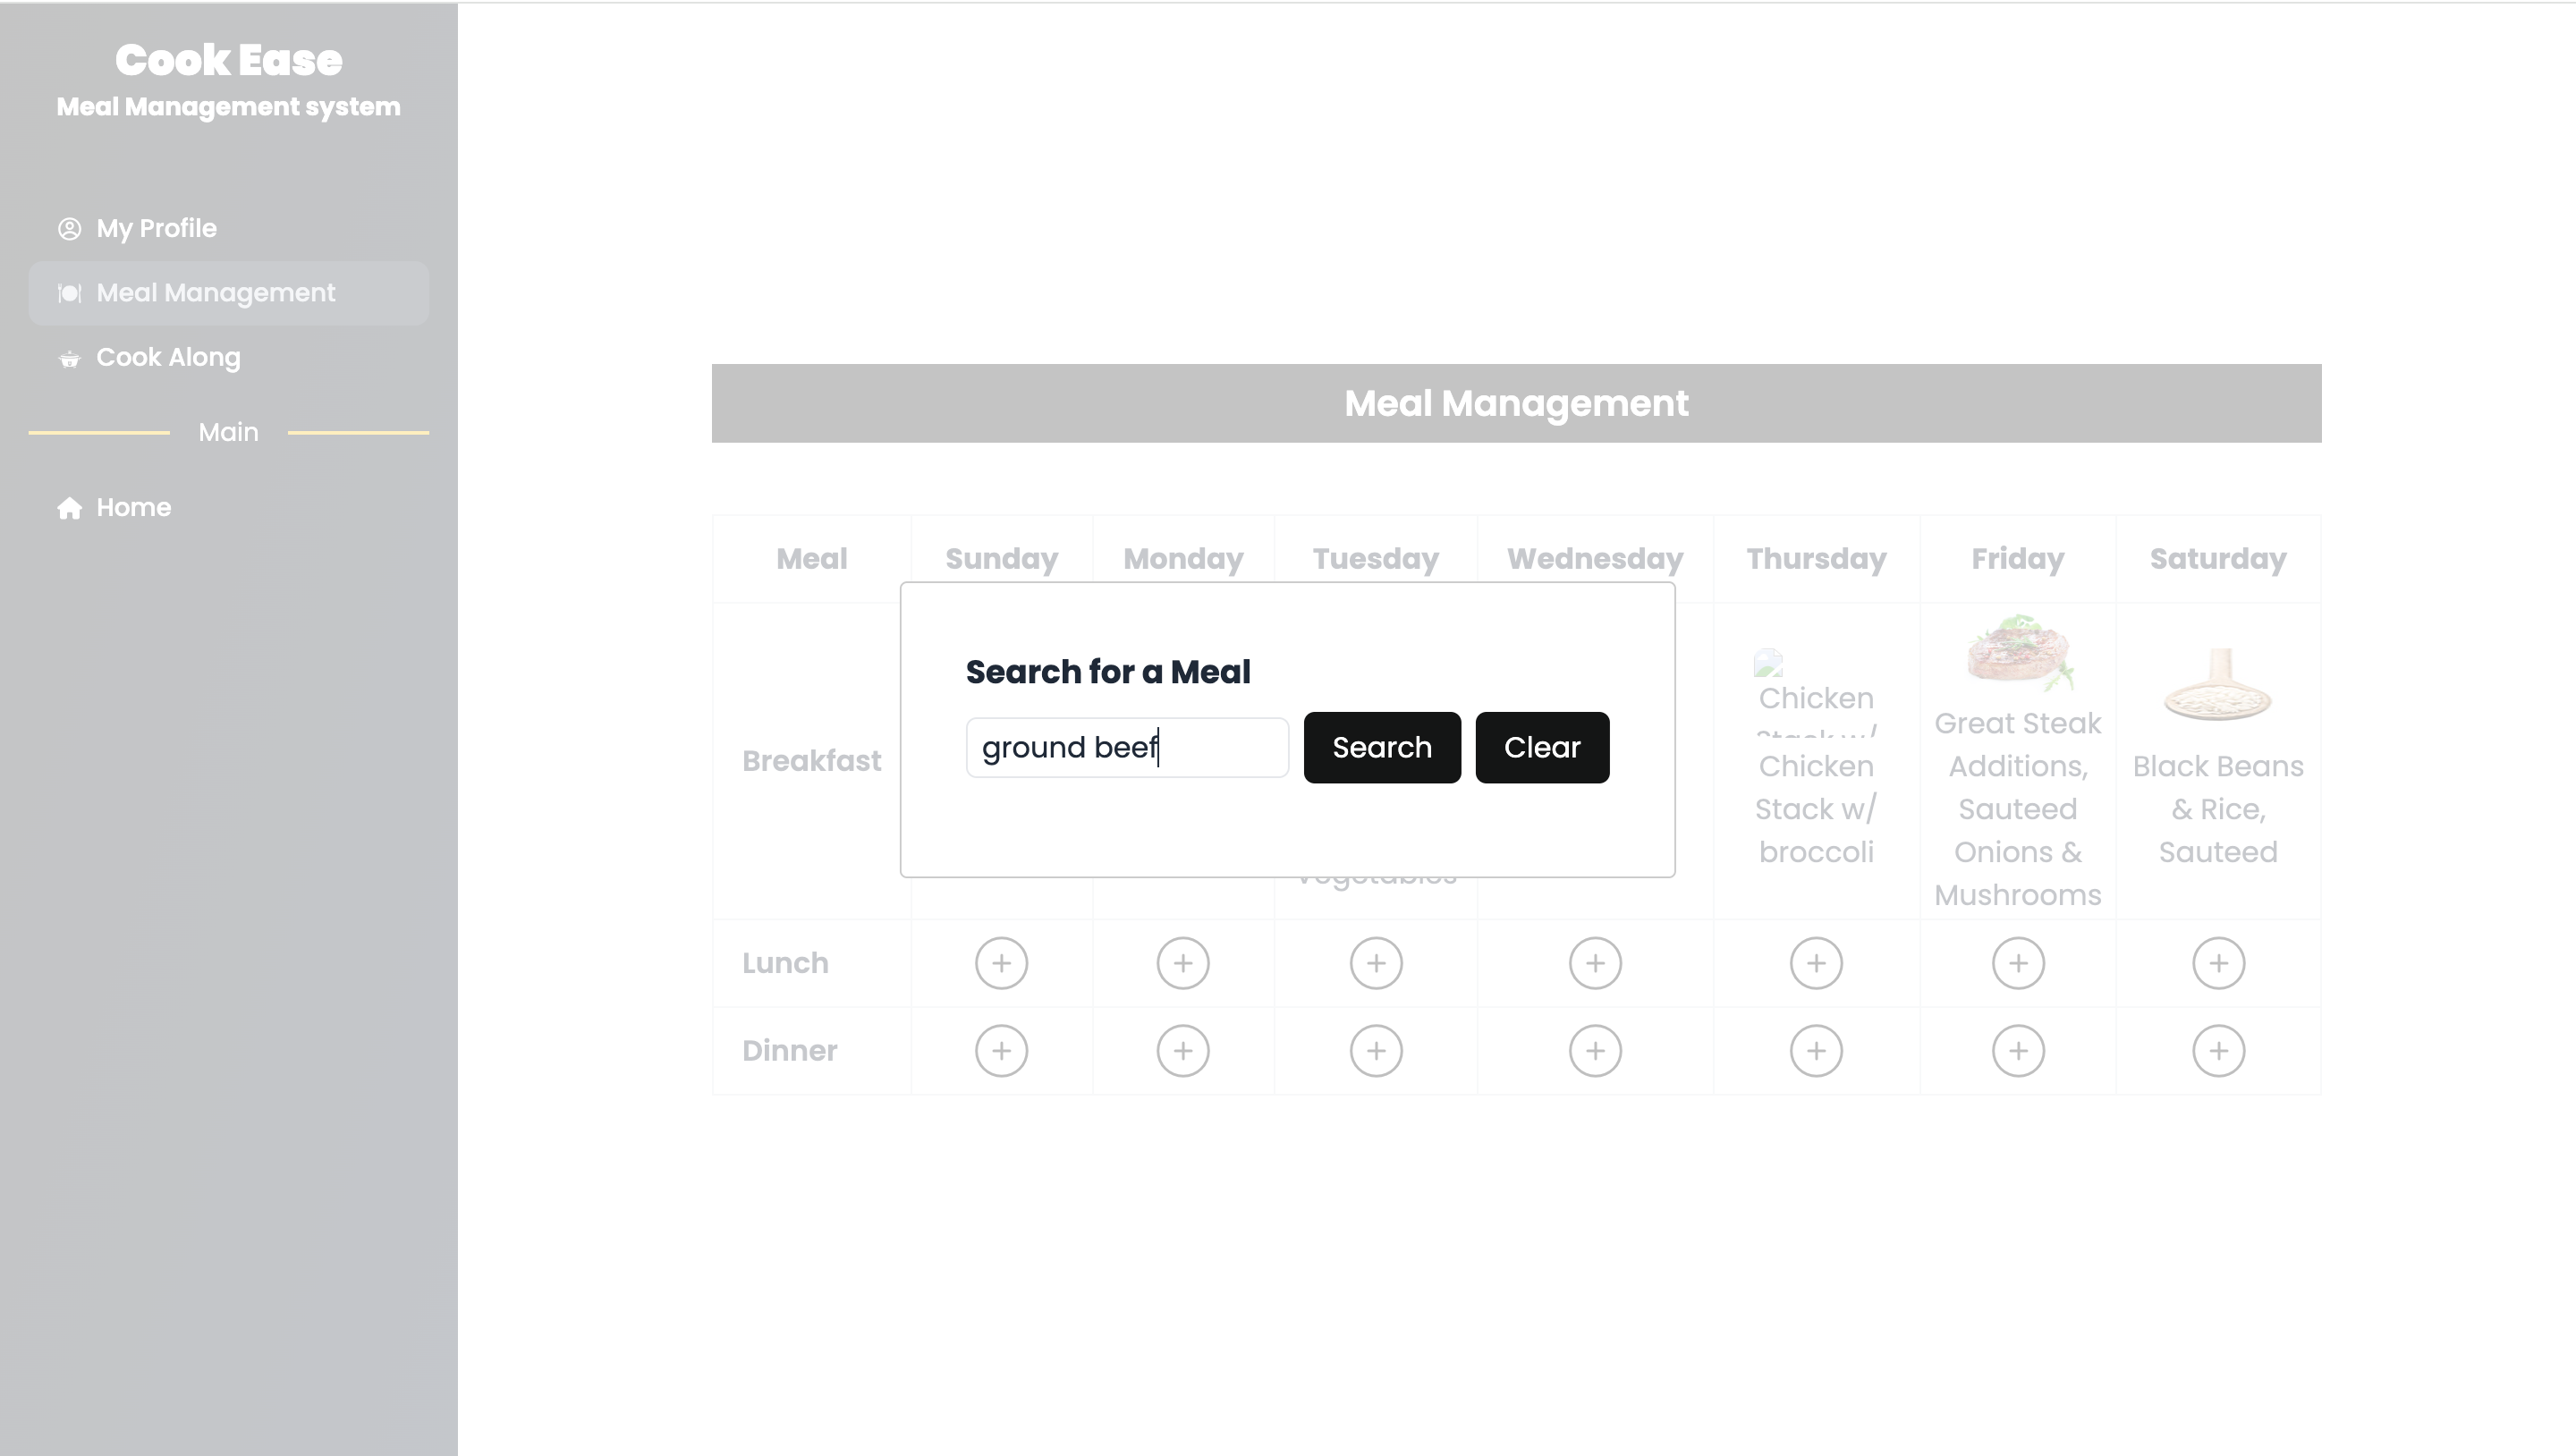 Cook Ease
Meal Management system
My Profile
Meal Management
Cook Along
Main
Home
Meal Management
Meal Sunday Monday Tuesday Wednesday Thursday Friday Saturday
Search for a Meal
ground beef Search Clear
Breakfast
Vegetables
Chicken
Stack w/
Chicken
Stack w/
broccoli
Great Steak
Additions,
Sauteed
Onions &
Mushrooms
Black Beans
& Rice,
Sauteed
Lunch
Dinner